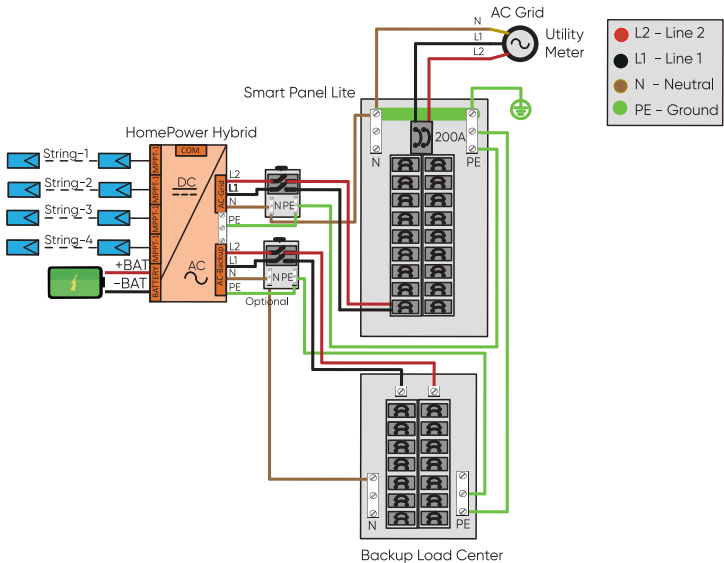 AC Grid
Utility
Meter
N
L1
L2
L2 – Line 2
L1 – Line 1
N – Neutral
PE – Ground
Smart Panel Lite
200A
N
PE
HomePower Hybrid
COM
DC
AC
String-1
String-2
String-3
String-4
MPPT-1
MPPT-1
MPPT-1
MPPT-1
BATTERY
+BAT
–BAT
AC-Grid
L2
L1
N
PE
N PE
AC-Backup
L2
L1
N
PE
N PE
Optional
N
PE
Backup Load Center